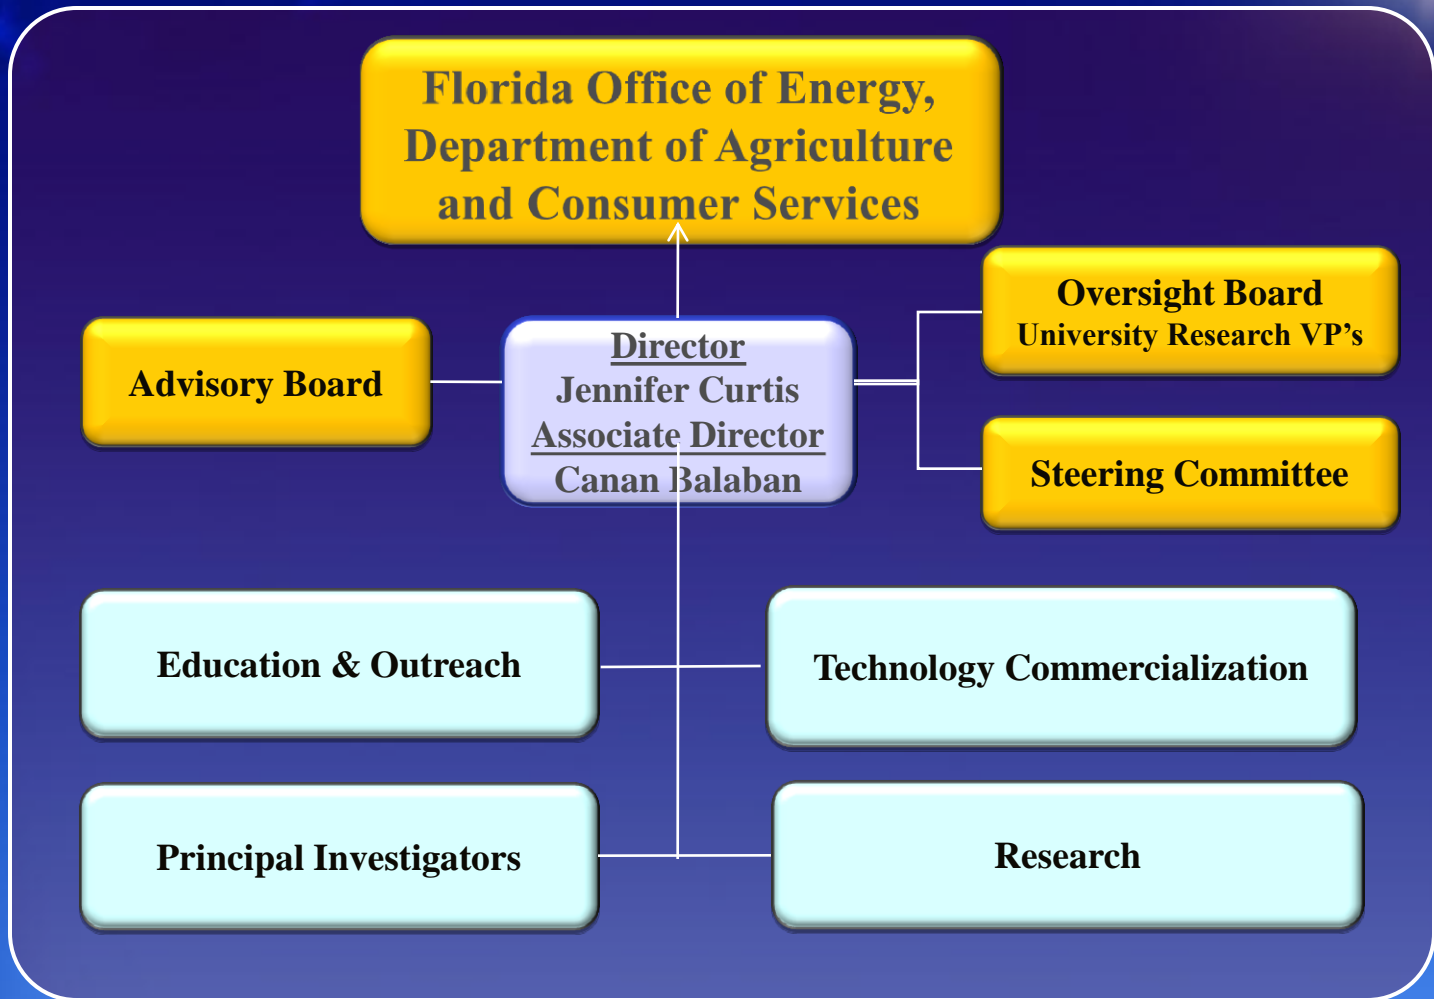 Florida Office of Energy,
Department of Agriculture
and Consumer Services
Oversight Board
University Research VP’s
Advisory Board
Director
Jennifer Curtis
Associate Director
Canan Balaban
Steering Committee
Education & Outreach
Technology Commercialization
Principal Investigators
Research